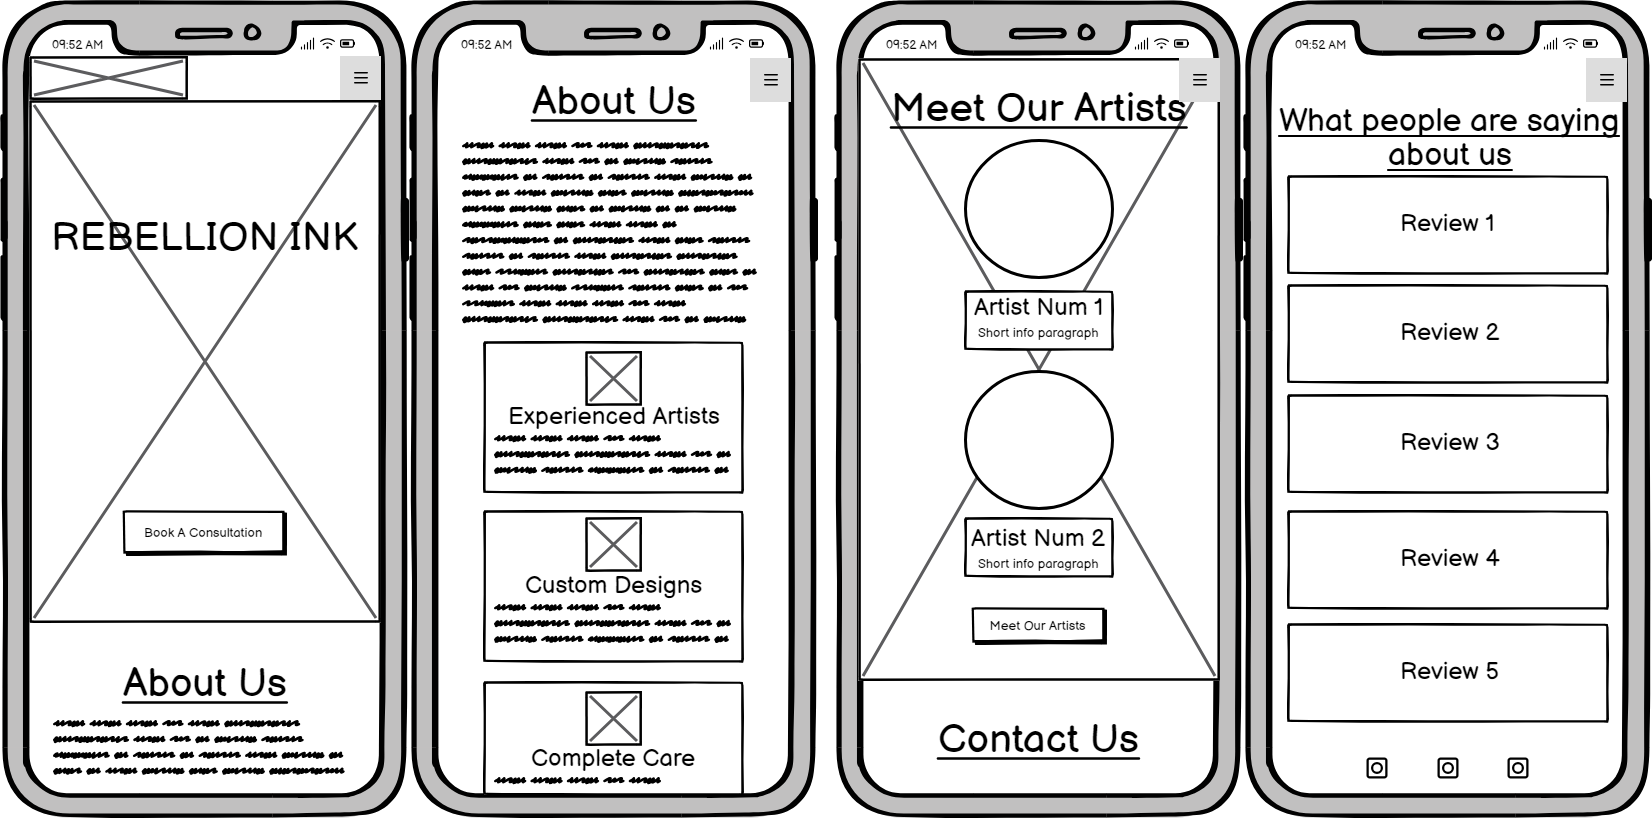 09:52 AM
REBELLION INK
Book A Consultation
About Us
09:52 AM
About Us
Experienced Artists
Custom Designs
Complete Care
09:52 AM
Meet Our Artists
Artist Num 1
Short info paragraph
Artist Num 2
Short info paragraph
Meet Our Artists
Contact Us
09:52 AM
What people are saying
about us
Review 1
Review 2
Review 3
Review 4
Review 5